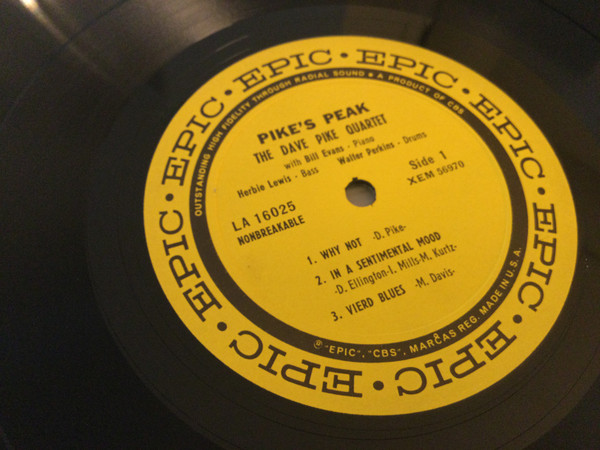 EPIC • EPIC • EPIC • EPIC • EPIC • EPIC • EPIC • EPIC •
OUTSTANDING HIGH FIDELITY THROUGH RADIAL SOUND • A PRODUCT OF CBS
PIKE'S PEAK
THE DAVE PIKE QUARTET
with Bill Evans - Piano
Herbie Lewis - Bass Walter Perkins - Drums
Side 1
LA 16025 XEM 56970
NONBREAKABLE
1. WHY NOT -D. Pike-
2. IN A SENTIMENTAL MOOD
-D. Ellington-I. Mills-M. Kurtz-
3. VIERD BLUES -M. Davis-
Ⓟ "EPIC", "CBS", MARCAS REG. MADE IN U.S.A.